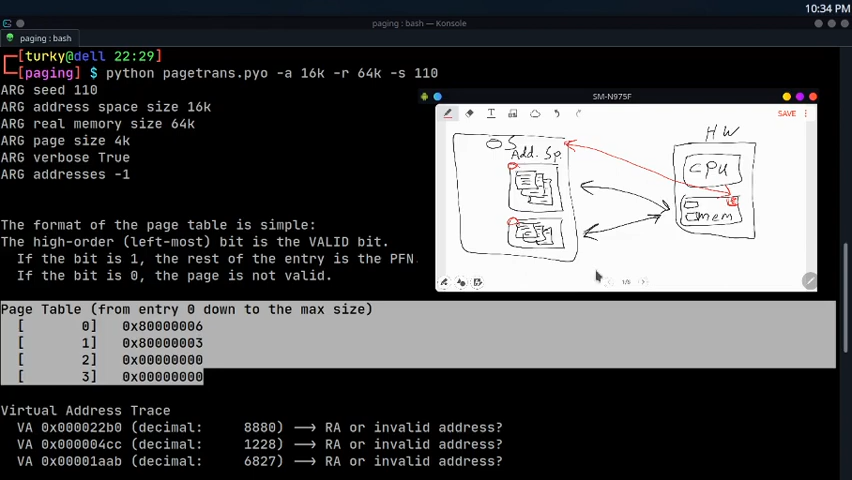 10:34 PM
paging : bash — Konsole
paging : bash
[turky@dell 22:29]
[paging] $ python pagetrans.pyo -a 16k -r 64k -s 110
ARG seed 110
ARG address space size 16k
ARG real memory size 64k
ARG page size 4k
ARG verbose True
ARG addresses -1
The format of the page table is simple:
The high-order (left-most) bit is the VALID bit.
If the bit is 1, the rest of the entry is the PFN.
If the bit is 0, the page is not valid.
Page Table (from entry 0 down to the max size)
[ 0] 0x80000006
[ 1] 0x80000003
[ 2] 0x00000000
[ 3] 0x00000000
Virtual Address Trace
VA 0x000022b0 (decimal: 8880) —> RA or invalid address?
VA 0x000004cc (decimal: 1228) —> RA or invalid address?
VA 0x00001aab (decimal: 6827) —> RA or invalid address?
SM-N975F
T
SAVE
OS
Add. Sp.
HW
CPU
mem
1/5